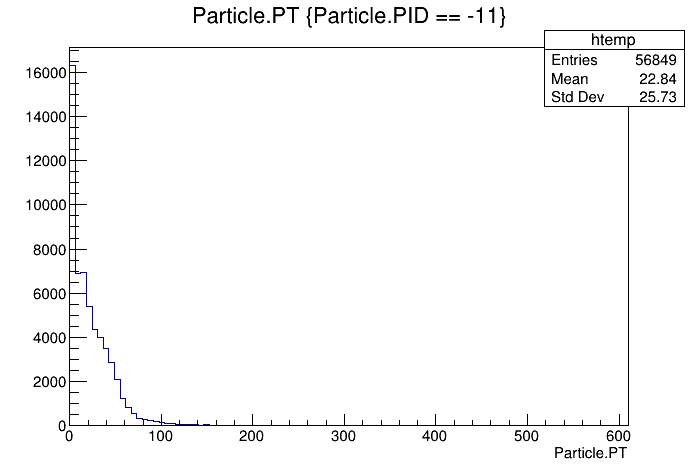 Particle.PT {Particle.PID == -11}
htemp
Entries 56849
Mean 22.84
Std Dev 25.73
16000
14000
12000
10000
8000
6000
4000
2000
0
0 100 200 300 400 500 600
Particle.PT